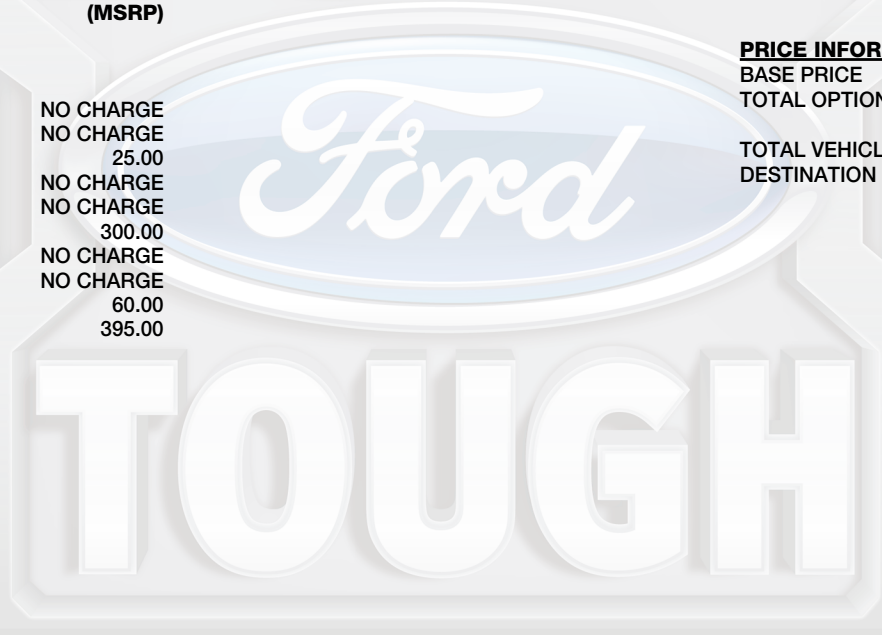 (MSRP)
NO CHARGE
NO CHARGE
25.00
NO CHARGE
NO CHARGE
300.00
NO CHARGE
NO CHARGE
60.00
395.00
PRICE INFOR
BASE PRICE
TOTAL OPTION
TOTAL VEHICL
DESTINATION
Ford
TOUGH